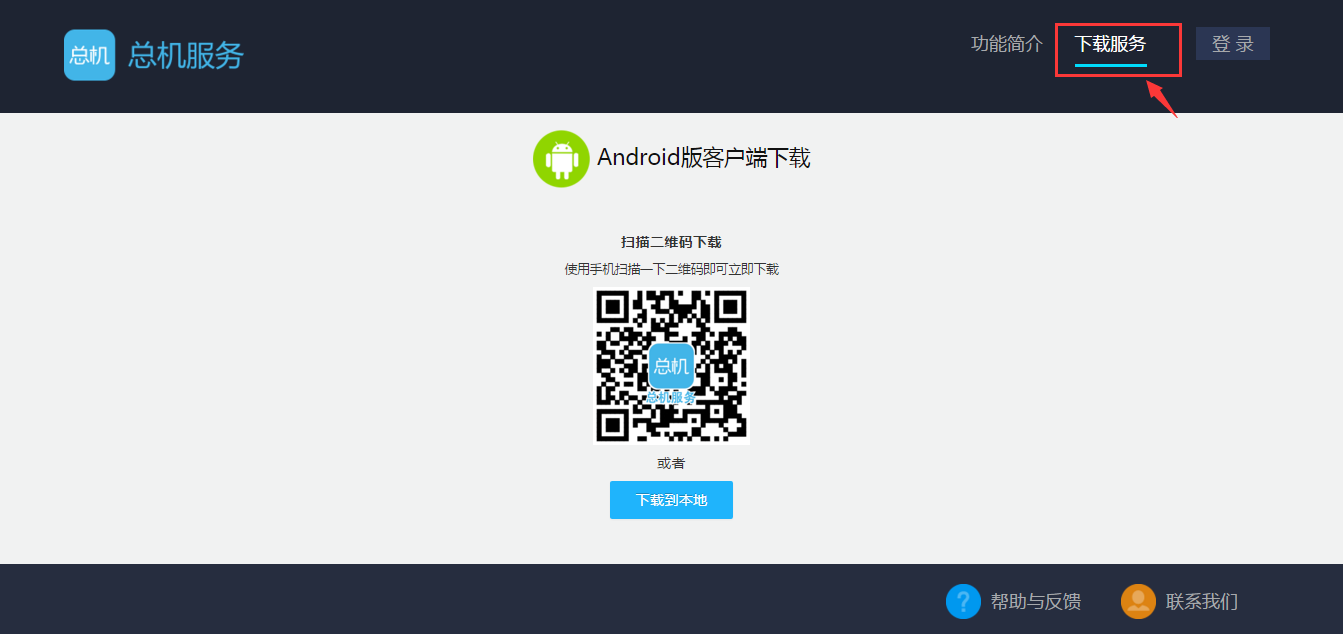 总机
总机服务
功能简介
下载服务
登 录
Android版客户端下载
扫描二维码下载
使用手机扫描一下二维码即可立即下载
总机
总机服务
或者
下载到本地
?
帮助与反馈
联系我们